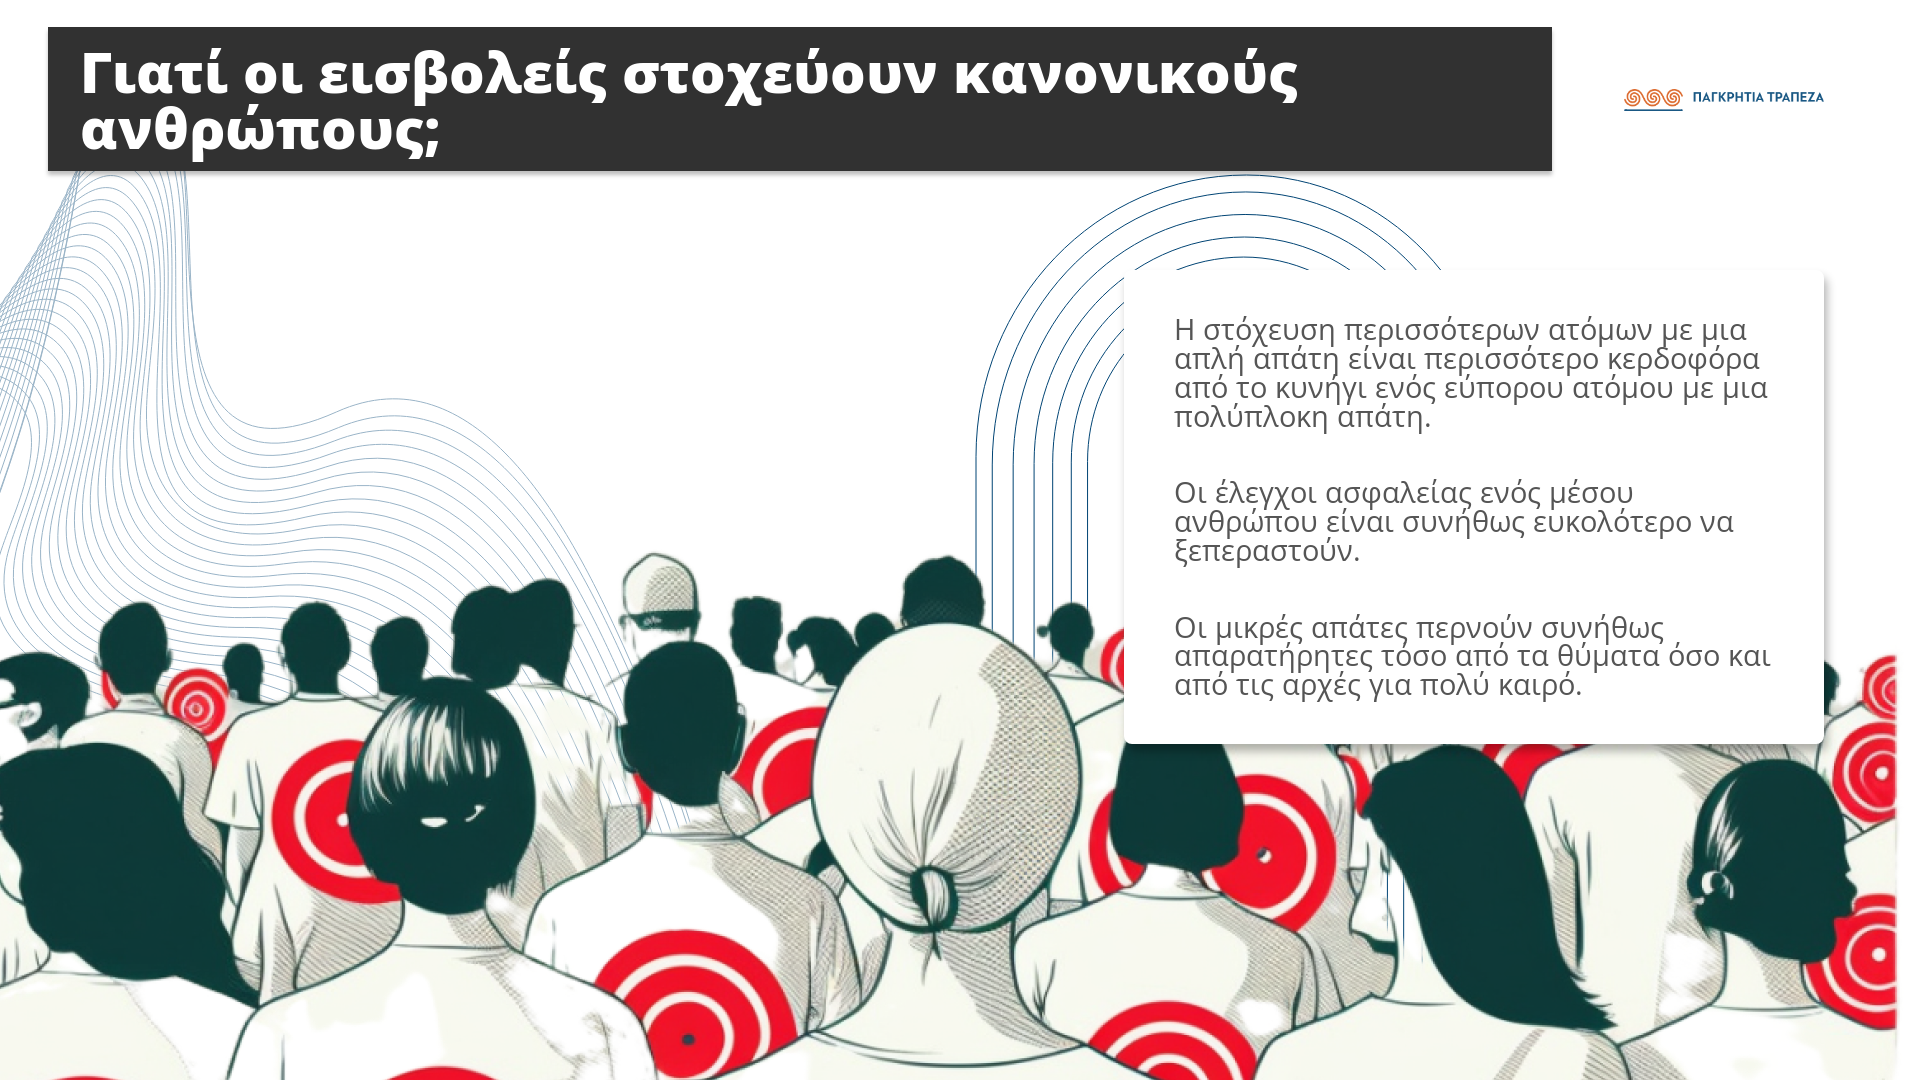 Γιατί οι εισβολείς στοχεύουν κανονικούς
ανθρώπους;
ΠΑΓΚΡΗΤΙΑ ΤΡΑΠΕΖΑ
Η στόχευση περισσότερων ατόμων με μια
απλή απάτη είναι περισσότερο κερδοφόρα
από το κυνήγι ενός εύπορου ατόμου με μια
πολύπλοκη απάτη.
Οι έλεγχοι ασφαλείας ενός μέσου
ανθρώπου είναι συνήθως ευκολότερο να
ξεπεραστούν.
Οι μικρές απάτες περνούν συνήθως
απαρατήρητες τόσο από τα θύματα όσο και
από τις αρχές για πολύ καιρό.